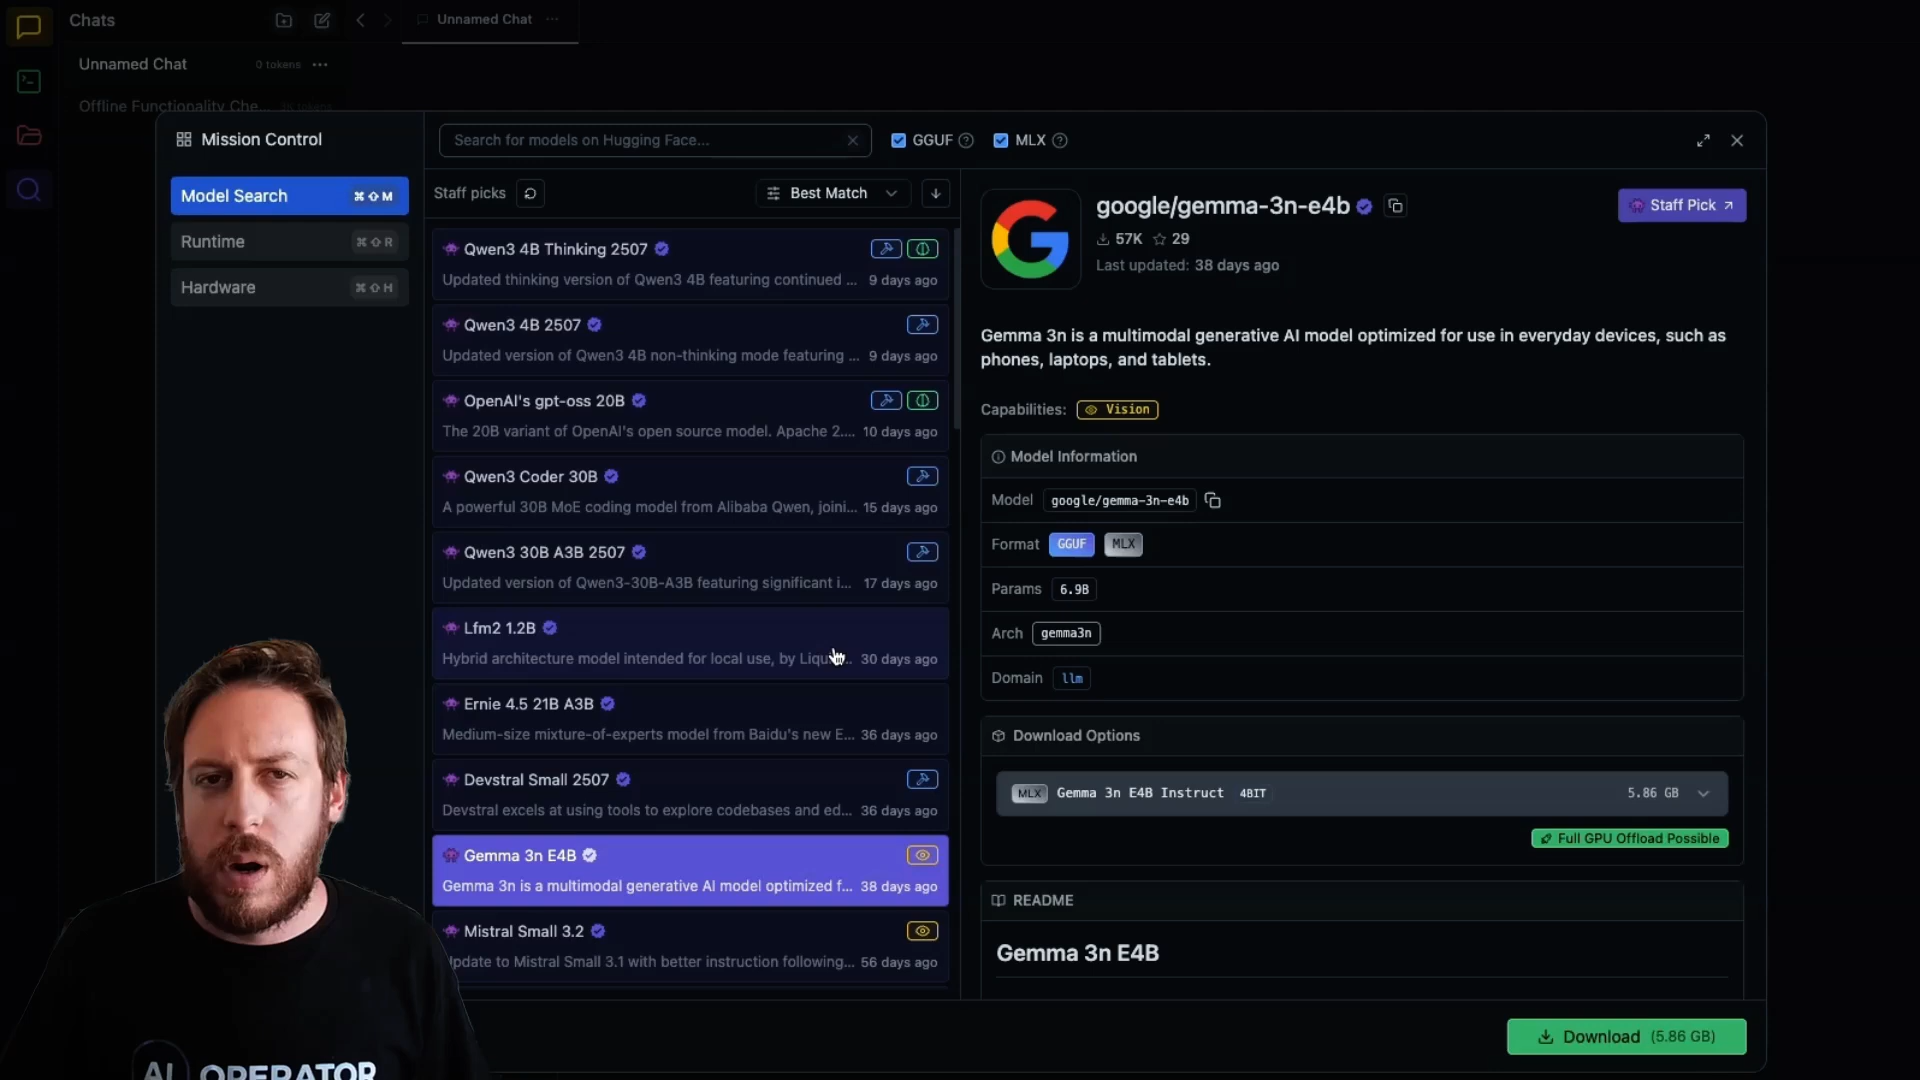 Chats
Unnamed Chat
Unnamed Chat
0 tokens
Offline Functionality Che...
Mission Control
Model Search
⌘⇧M
Runtime
⌘⇧R
Hardware
⌘⇧H
Search for models on Hugging Face...
GGUF
MLX
Staff picks
Best Match
Qwen3 4B Thinking 2507
Updated thinking version of Qwen3 4B featuring continued ...
9 days ago
Qwen3 4B 2507
Updated version of Qwen3 4B non-thinking mode featuring ...
9 days ago
OpenAI's gpt-oss 20B
The 20B variant of OpenAI's open source model. Apache 2....
10 days ago
Qwen3 Coder 30B
A powerful 30B MoE coding model from Alibaba Qwen, joini...
15 days ago
Qwen3 30B A3B 2507
Updated version of Qwen3-30B-A3B featuring significant i...
17 days ago
Lfm2 1.2B
Hybrid architecture model intended for local use, by
30 days ago
Ernie 4.5 21B A3B
Medium-size mixture-of-experts model from Baidu's new E...
36 days ago
Devstral Small 2507
Devstral excels at using tools to explore codebases and ed...
36 days ago
Gemma 3n E4B
Gemma 3n is a multimodal generative AI model optimized f...
38 days ago
Mistral Small 3.2
to Mistral Small 3.1 with better instruction following...
56 days ago
google/gemma-3n-e4b
57K
29
Last updated: 38 days ago
Staff Pick
Gemma 3n is a multimodal generative AI model optimized for use in everyday devices, such as
phones, laptops, and tablets.
Capabilities: Vision
Model Information
Model google/gemma-3n-e4b
Format GGUF MLX
Params 6.9B
Arch gemma3n
Domain llm
Download Options
MLX Gemma 3n E4B Instruct 4BIT
5.86 GB
Full GPU Offload Possible
README
Gemma 3n E4B
Download (5.86 GB)
AI OPERATOR